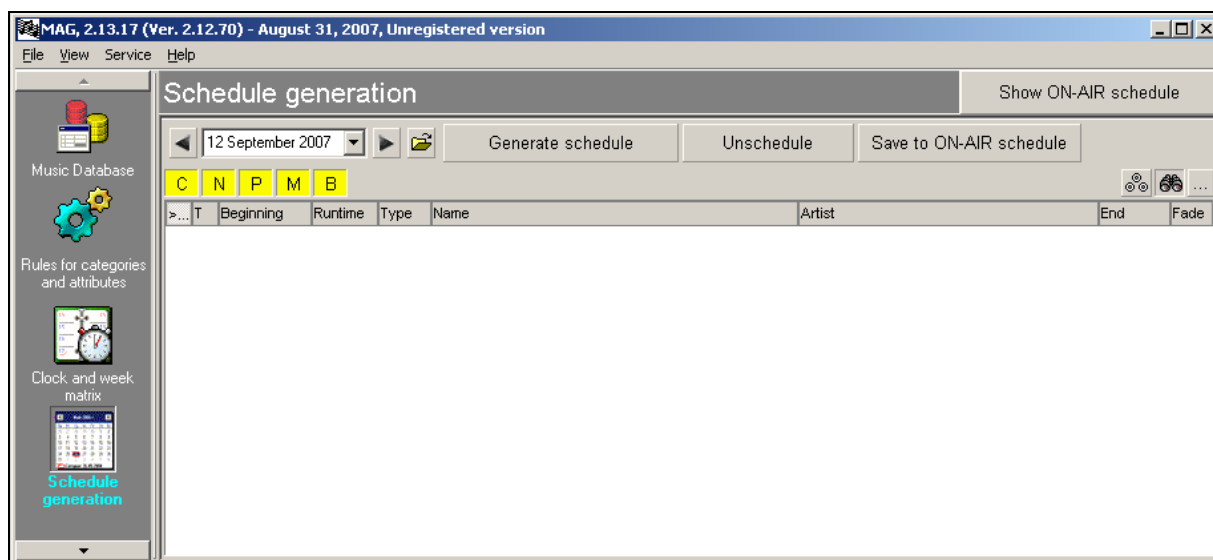 MAG, 2.13.17 (Ver. 2.12.70) - August 31, 2007, Unregistered version
File View Service Help
Schedule generation
Show ON-AIR schedule
12 September 2007
Generate schedule
Unschedule
Save to ON-AIR schedule
C N P M B
...
>... T Beginning Runtime Type Name Artist End Fade
Music Database
Rules for categories
and attributes
Clock and week
matrix
Schedule
generation